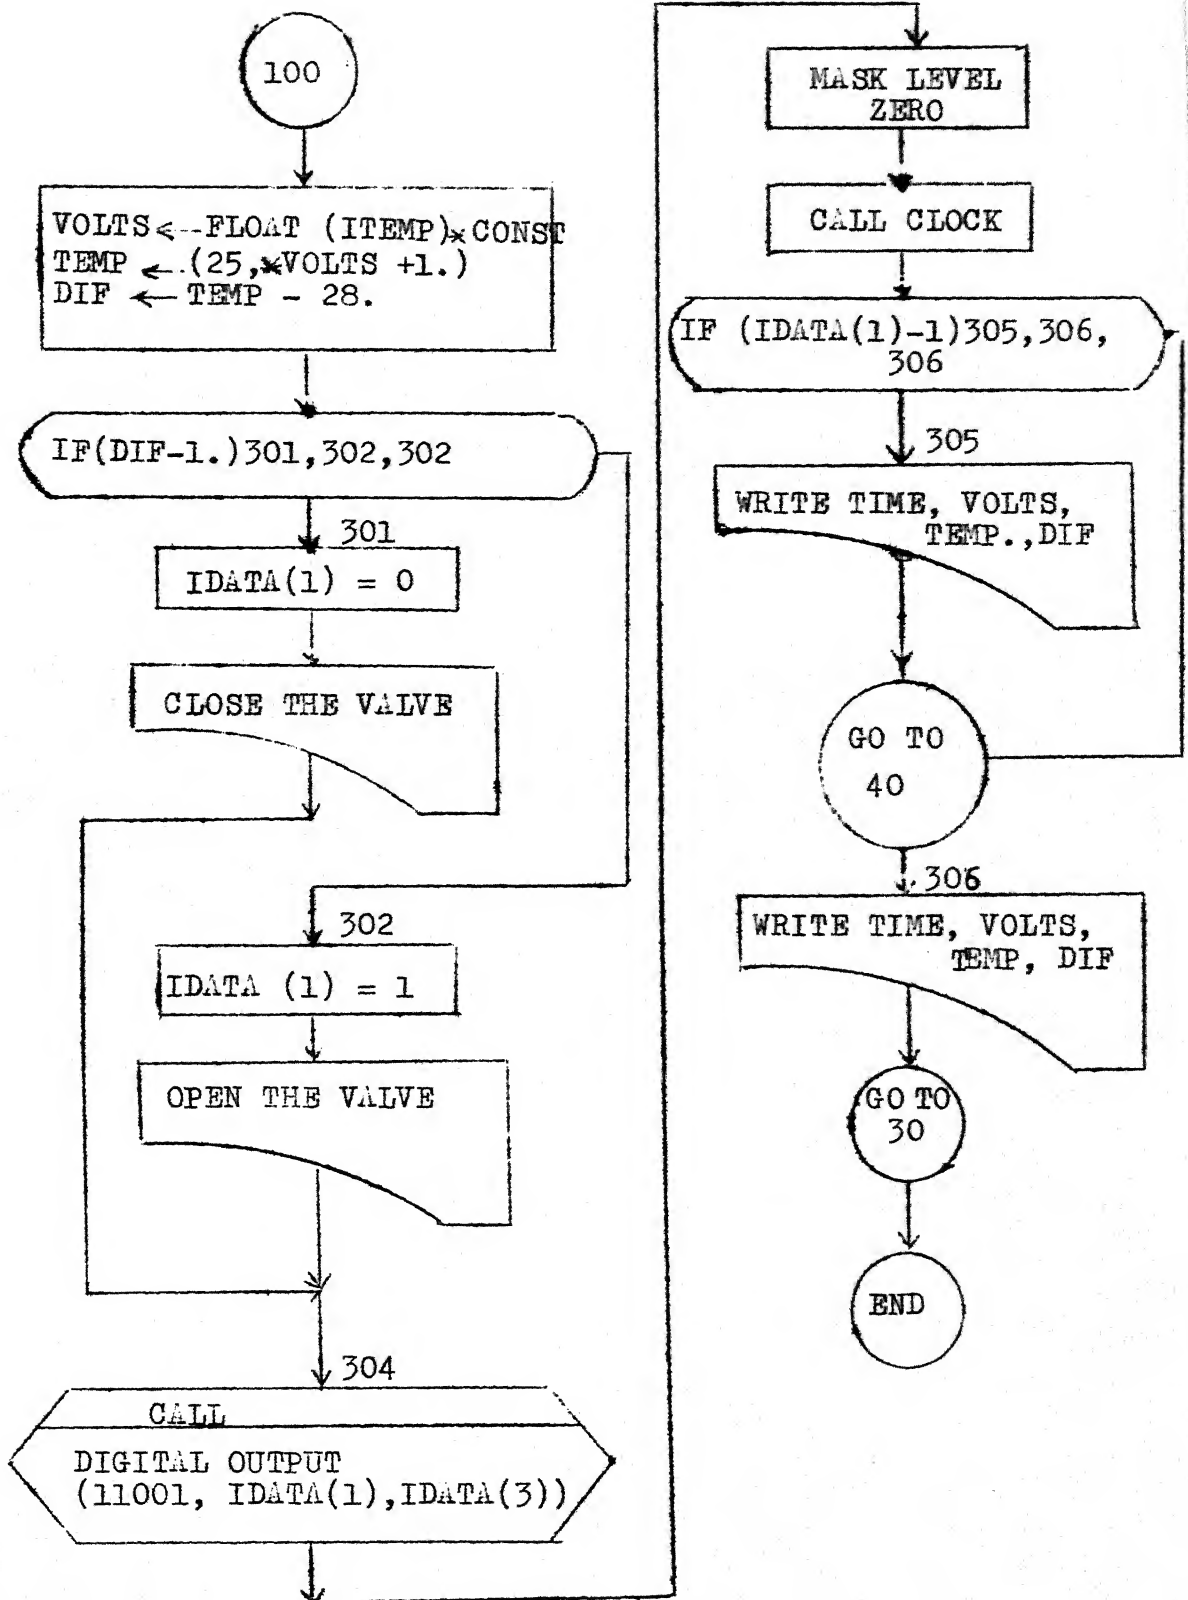 100
VOLTS ← FLOAT (ITEMP)*CONST
TEMP ← (25,*VOLTS +1.)
DIF ← TEMP - 28.
IF(DIF-1.)301,302,302
301
IDATA(1) = 0
CLOSE THE VALVE
302
IDATA (1) = 1
OPEN THE VALVE
304
CALL
DIGITAL OUTPUT
(11001, IDATA(1),IDATA(3))
MASK LEVEL
ZERO
CALL CLOCK
IF (IDATA(1)-1)305,306,
306
305
WRITE TIME, VOLTS,
TEMP.,DIF
GO TO
40
306
WRITE TIME, VOLTS,
TEMP, DIF
GO TO
30
END